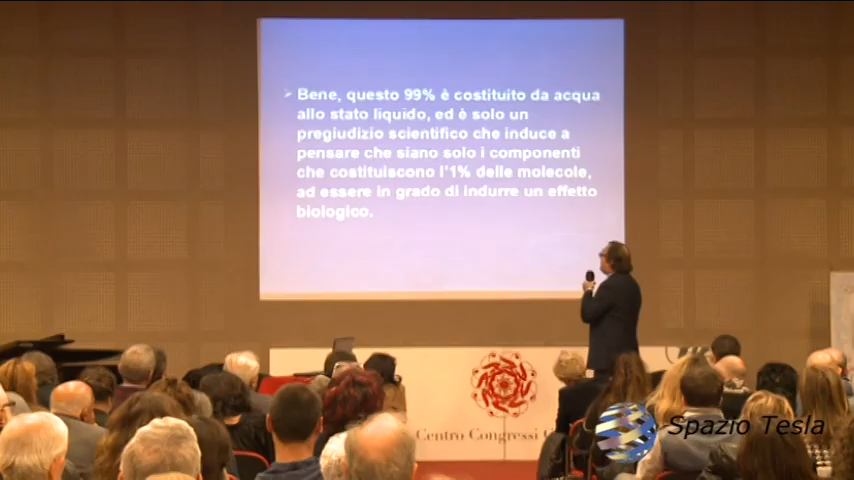 Bene, questo 99% è costituito da acqua
allo stato liquido, ed è solo un
pregiudizio scientifico che induce a
pensare che siano solo i componenti
che costituiscono l'1% delle molecole,
ad essere in grado di indurre un effetto
biologico.
Centro Congressi
Spazio Tesla